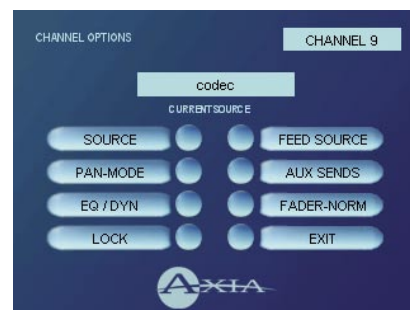 CHANNEL OPTIONS
CHANNEL 9
codec
CURRENT SOURCE
SOURCE
FEED SOURCE
PAN-MODE
AUX SENDS
EQ / DYN
FADER-NORM
LOCK
EXIT
AXIA